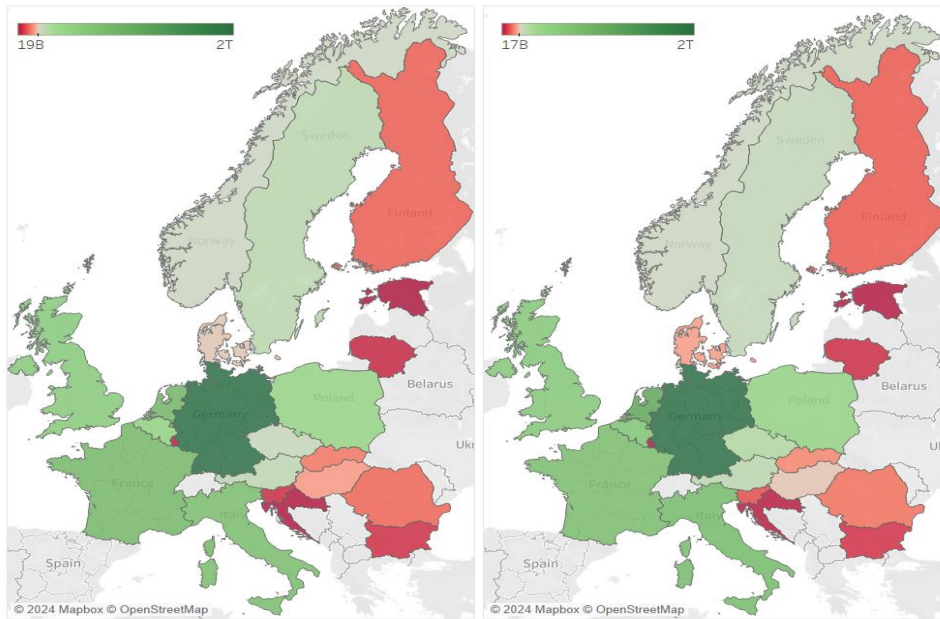 19B 2T
Sweden
Finland
Norway
Belarus
Poland
Germany
Ukr
France
Italy
Spain
© 2024 Mapbox © OpenStreetMap
17B 2T
Sweden
Finland
Norway
Belarus
Poland
Germany
Uk
France
Italy
Spain
© 2024 Mapbox © OpenStreetMap